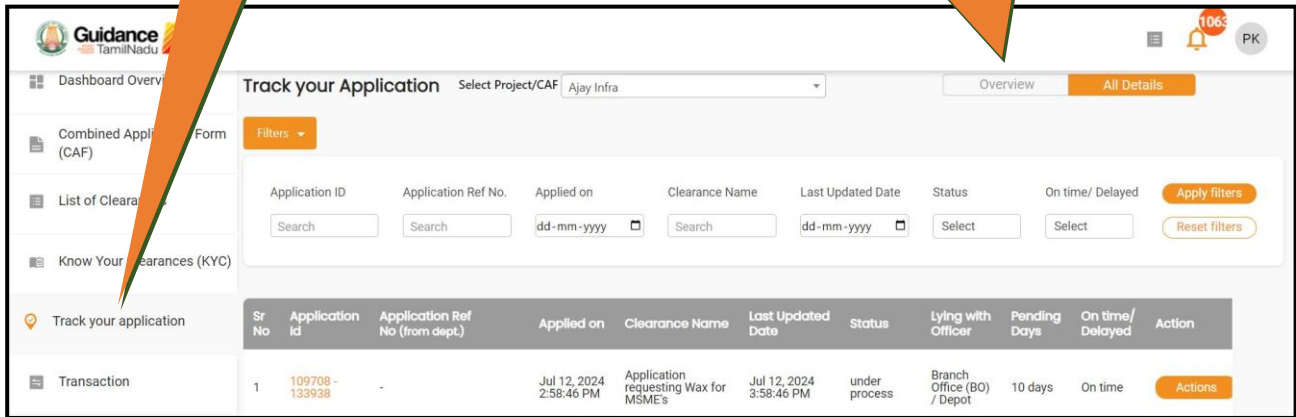 Guidance
TamilNadu
1063
PK
Dashboard
Track your Application Select Project/CAF Ajay Infra Overview All Details
Combined Form
(CAF)
Filters
List of
Know Your (KYC)
Track your application
Transaction
Application ID Application Ref No. Applied on Clearance Name Last Updated Date Status On time/ Delayed Apply filters
Search Search dd-mm-yyyy Search dd-mm-yyyy Select Select Reset filters
Sr No Application Id Application Ref No (from dept.) Applied on Clearance Name Last Updated Date Status Lying with Officer Pending Days On time/ Delayed Action
1 109708 - 133938 - Jul 12, 2024 2:58:46 PM Application requesting Wax for MSME's Jul 12, 2024 3:58:46 PM under process Branch Office (BO) / Depot 10 days On time Actions